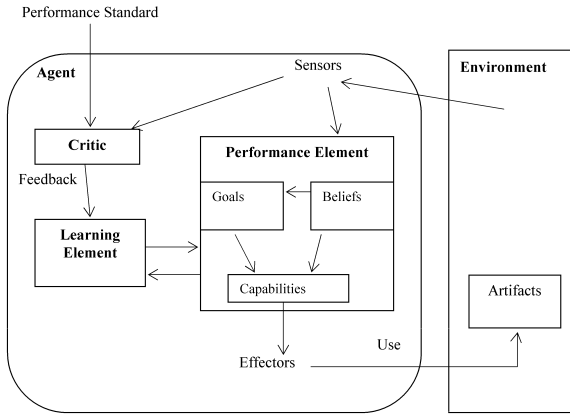 Performance Standard
Agent
Sensors
Environment
Critic
Performance Element
Feedback
Goals
Beliefs
Learning
Element
Capabilities
Artifacts
Use
Effectors